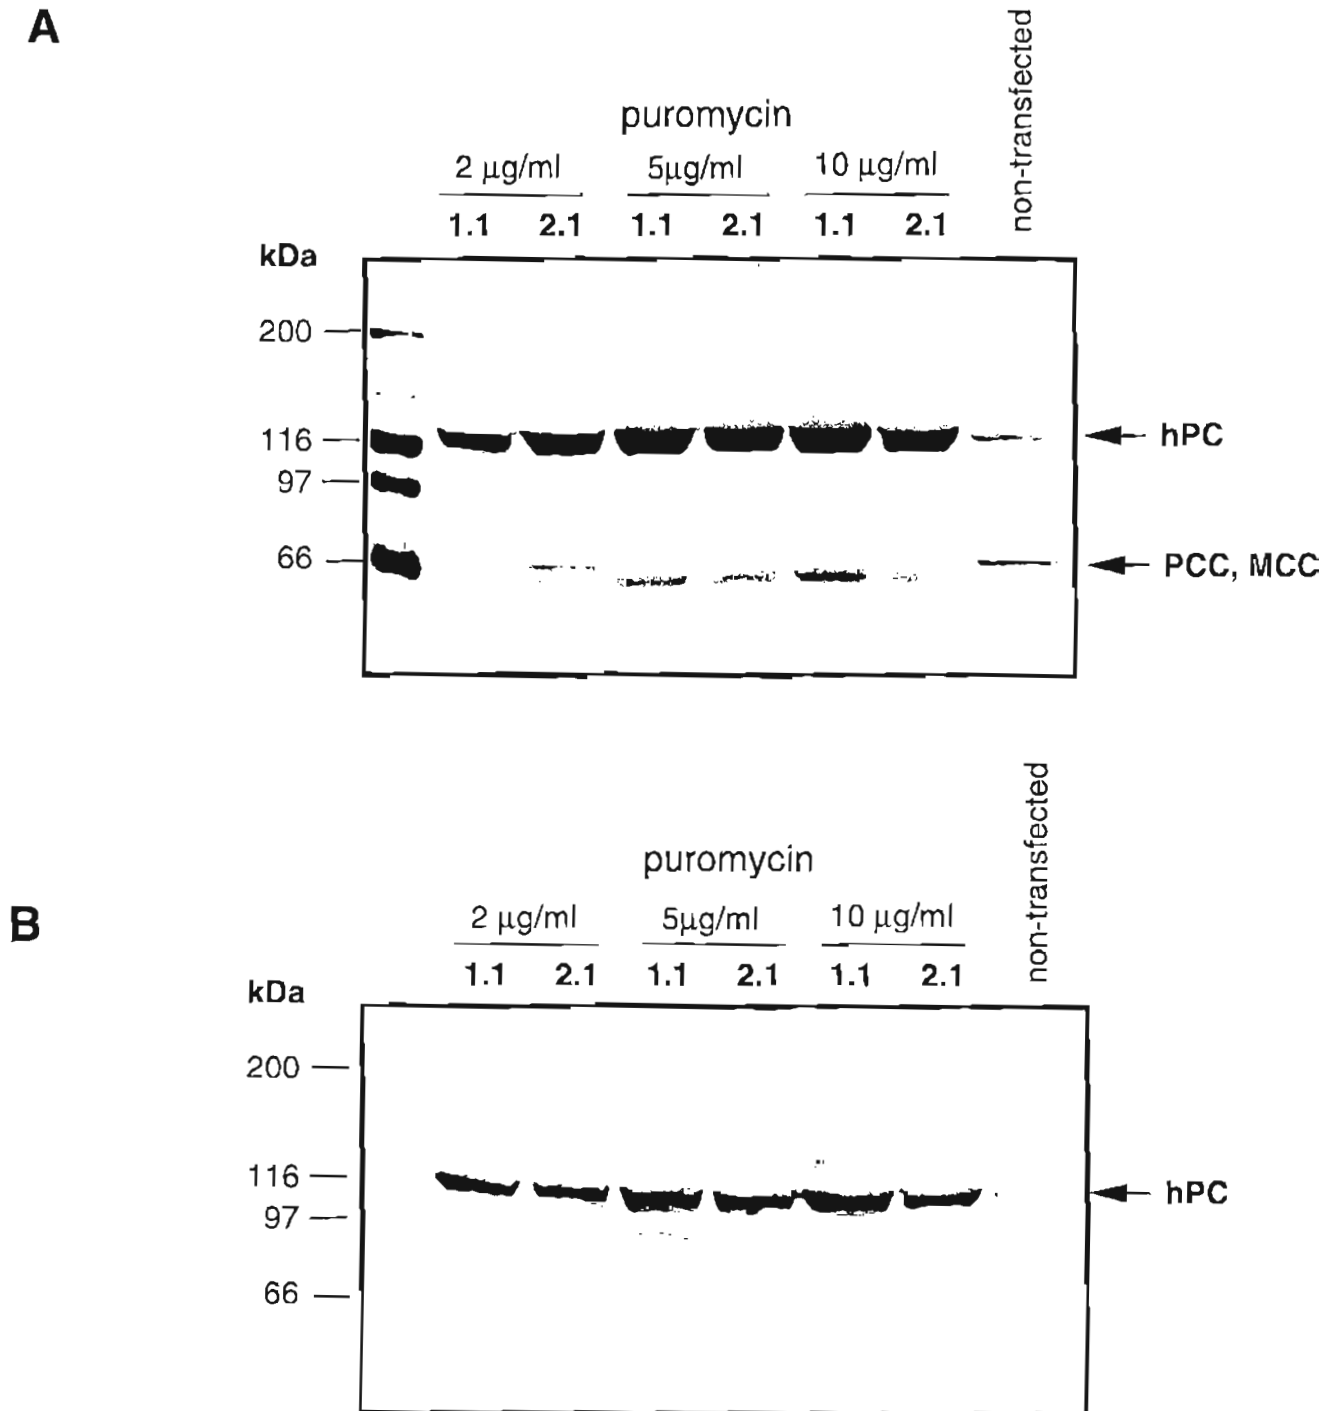 A
non-transfected
puromycin
2 μg/ml 5μg/ml 10 μg/ml
1.1 2.1 1.1 2.1 1.1 2.1
kDa
200
116
97
66
hPC
PCC, MCC
B
non-transfected
puromycin
2 μg/ml 5μg/ml 10 μg/ml
1.1 2.1 1.1 2.1 1.1 2.1
kDa
200
116
97
66
hPC